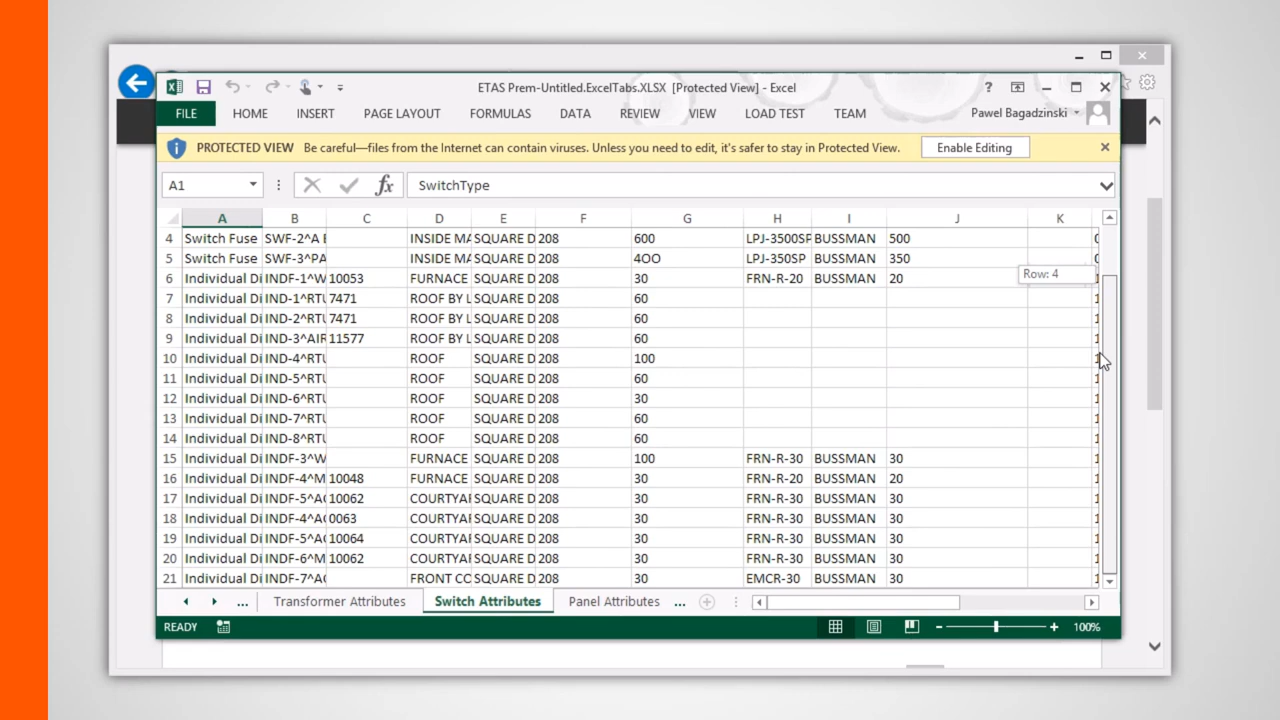 ETAS Prem-Untitled.ExcelTabs.XLSX [Protected View] - Excel
FILE HOME INSERT PAGE LAYOUT FORMULAS DATA REVIEW VIEW LOAD TEST TEAM Pawel Bagadzinski
PROTECTED VIEW Be careful—files from the Internet can contain viruses. Unless you need to edit, it's safer to stay in Protected View. Enable Editing
A1 fx SwitchType
A B C D E F G H I J K
4 Switch Fuse SWF-2^A INSIDE MA SQUARE D 208 600 LPJ-3500SP BUSSMAN 500
5 Switch Fuse SWF-3^PA INSIDE MA SQUARE D 208 4OO LPJ-350SP BUSSMAN 350
Row: 4
6 Individual Di INDF-1^W 10053 FURNACE SQUARE D 208 30 FRN-R-20 BUSSMAN 20
7 Individual Di IND-1^RTU 7471 ROOF BY L SQUARE D 208 60
8 Individual Di IND-2^RTU 7471 ROOF BY L SQUARE D 208 60
9 Individual Di IND-3^AIR 11577 ROOF BY L SQUARE D 208 60
10 Individual Di IND-4^RTU ROOF SQUARE D 208 100
11 Individual Di IND-5^RTU ROOF SQUARE D 208 60
12 Individual Di IND-6^RTU ROOF SQUARE D 208 30
13 Individual Di IND-7^RTU ROOF SQUARE D 208 60
14 Individual Di IND-8^RTU ROOF SQUARE D 208 60
15 Individual Di INDF-3^W FURNACE SQUARE D 208 100 FRN-R-30 BUSSMAN 30
16 Individual Di INDF-4^M 10048 FURNACE SQUARE D 208 30 FRN-R-20 BUSSMAN 20
17 Individual Di INDF-5^AC 10062 COURTYA SQUARE D 208 30 FRN-R-30 BUSSMAN 30
18 Individual Di INDF-4^AC 0063 COURTYA SQUARE D 208 30 FRN-R-30 BUSSMAN 30
19 Individual Di INDF-5^AC 10064 COURTYA SQUARE D 208 30 FRN-R-30 BUSSMAN 30
20 Individual Di INDF-6^M 10062 COURTYA SQUARE D 208 30 FRN-R-30 BUSSMAN 30
21 Individual Di INDF-7^AC FRONT CO SQUARE D 208 30 EMCR-30 BUSSMAN 30
... Transformer Attributes Switch Attributes Panel Attributes ...
READY 100%